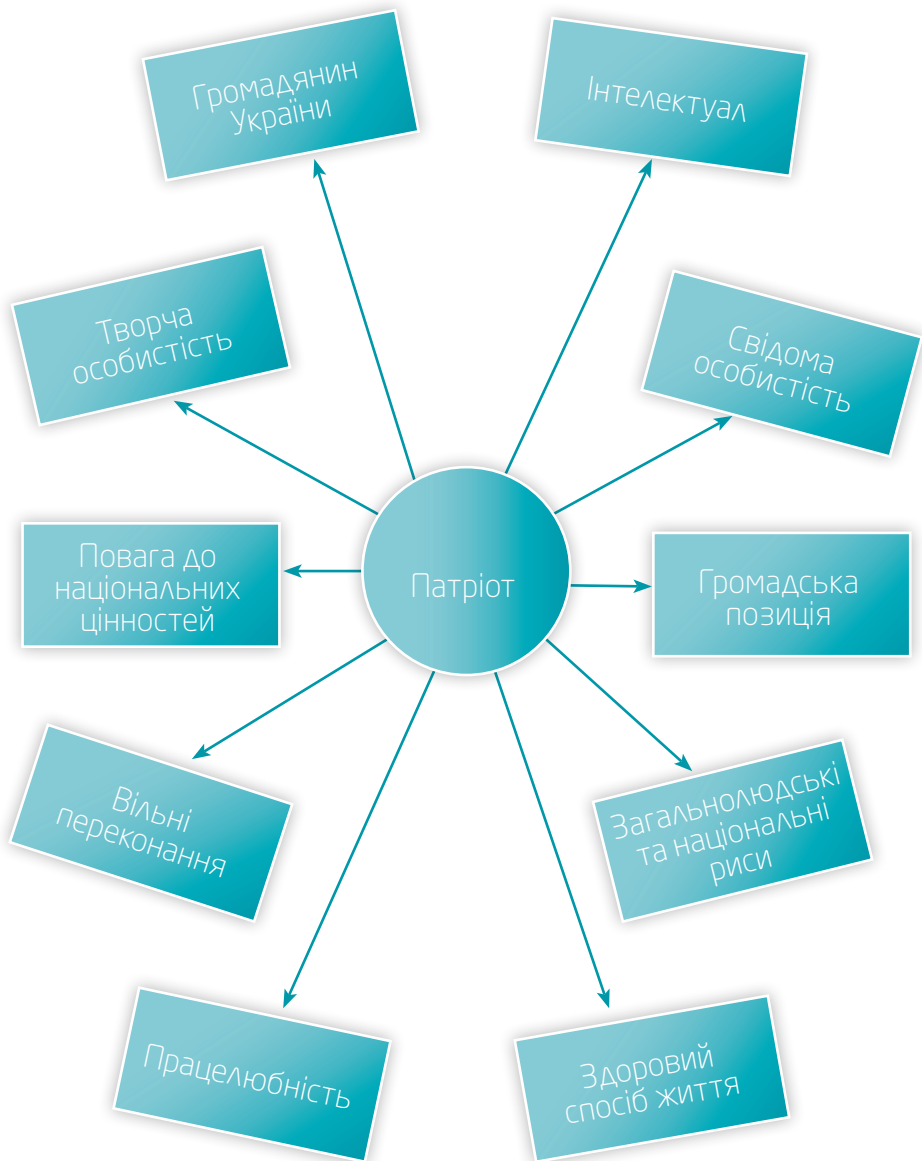 Громадянин
України
Інтелектуал
Творча
особистість
Свідома
особистість
Повага до
національних
цінностей
Патріот
Громадська
позиція
Вільні
переконання
Загальнолюдські
та національні
риси
Працелюбність
Здоровий
спосіб життя